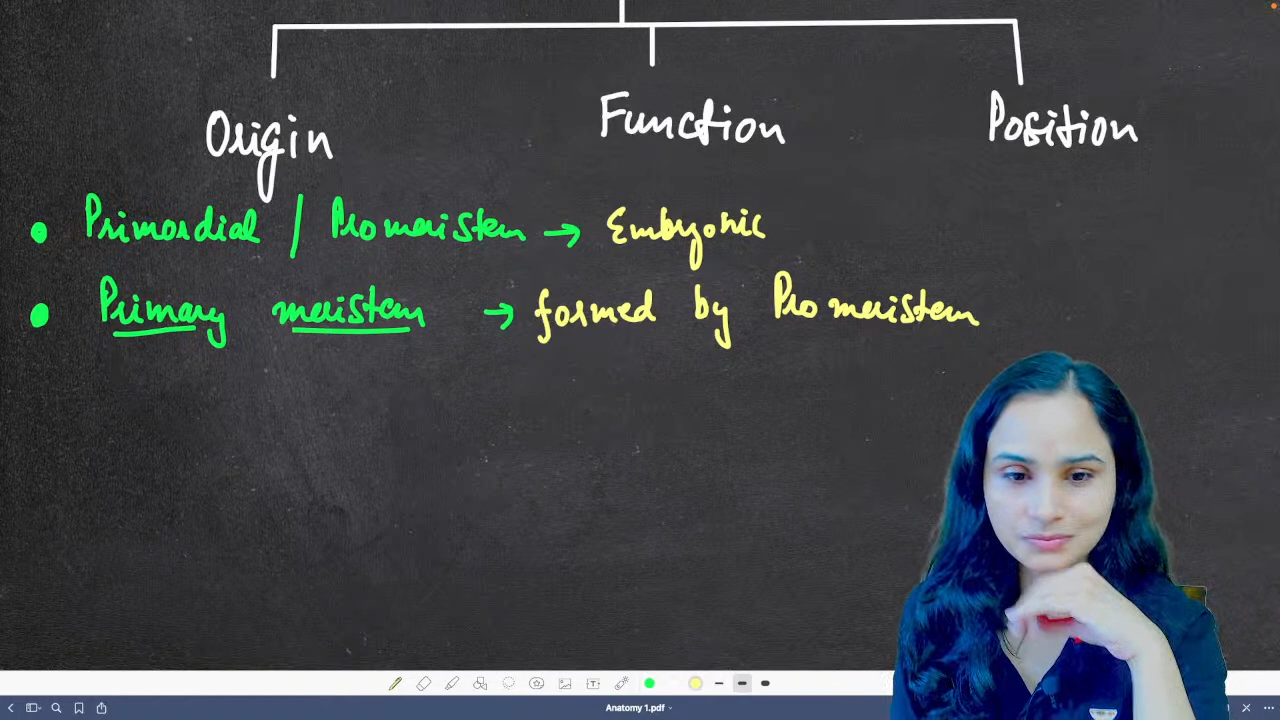 Origin Function Position
• Primordial / Promeristem → Embryonic
• Primary meristem → formed by Promeristem
Anatomy 1.pdf